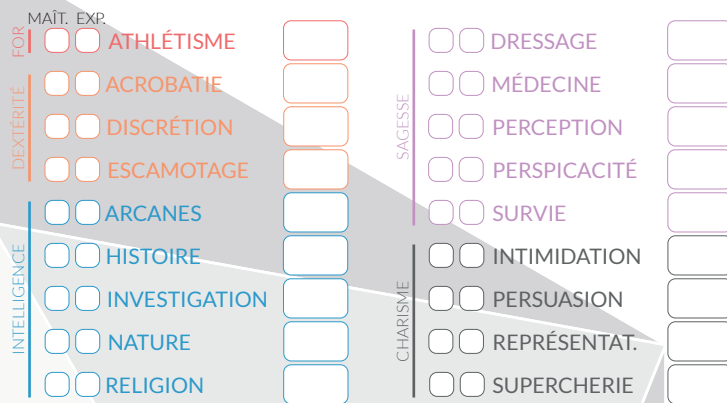 MAÎT. EXP.
FOR
ATHLÉTISME
DEXTÉRITÉ
ACROBATIE
DISCRÉTION
ESCAMOTAGE
INTELLIGENCE
ARCANES
HISTOIRE
INVESTIGATION
NATURE
RELIGION
SAGESSE
DRESSAGE
MÉDECINE
PERCEPTION
PERSPICACITÉ
SURVIE
CHARISME
INTIMIDATION
PERSUASION
REPRÉSENTAT.
SUPERCHERIE